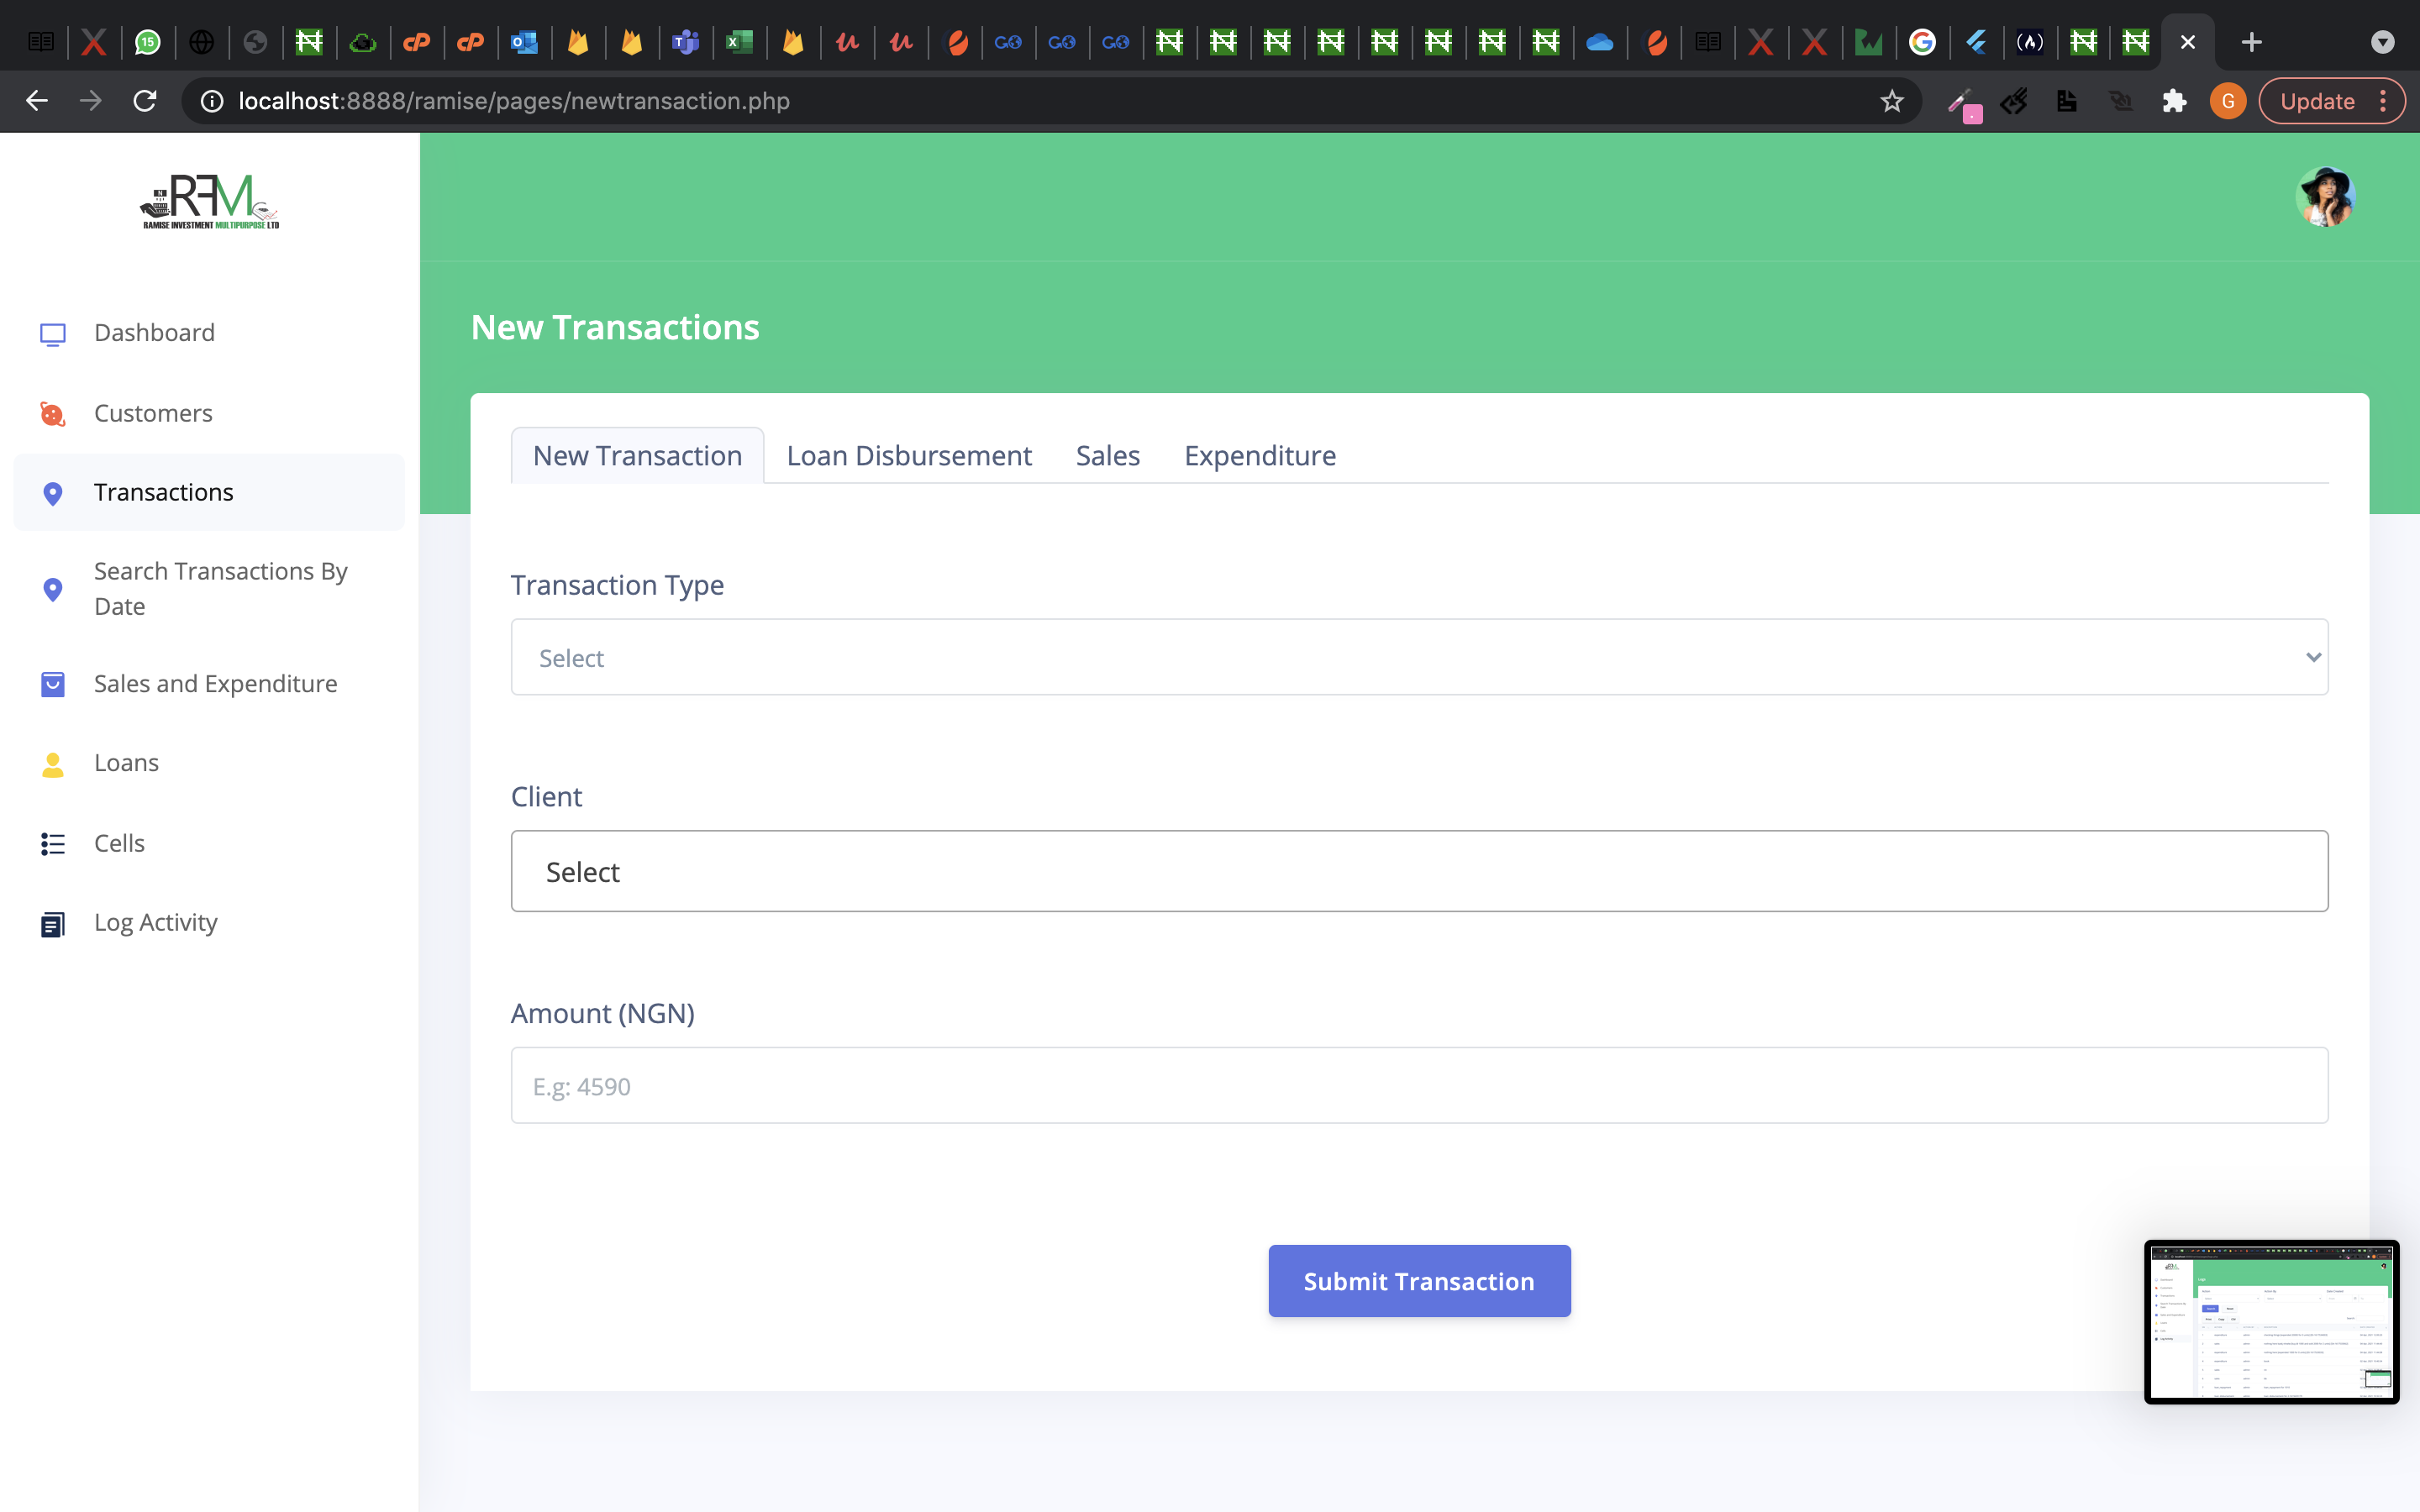 15
localhost:8888/ramise/pages/newtransaction.php
G
Update
RFM
RAMISE INVESTMENT MULTIPURPOSE LTD
New Transactions
Dashboard
Customers
Transactions
Search Transactions By
Date
Sales and Expenditure
Loans
Cells
Log Activity
New Transaction
Loan Disbursement
Sales
Expenditure
Transaction Type
Select
Client
Select
Amount (NGN)
E.g: 4590
Submit Transaction